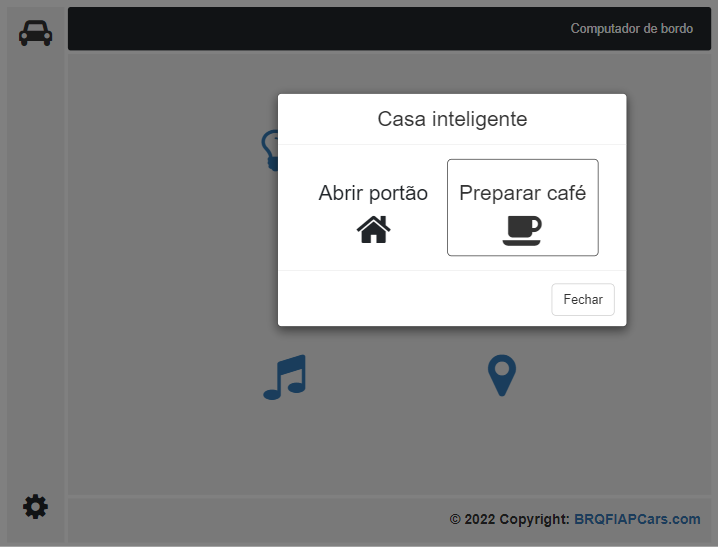 Computador de bordo
Casa inteligente
Abrir portão
Preparar café
Fechar
© 2022 Copyright: BRQFIAPCars.com